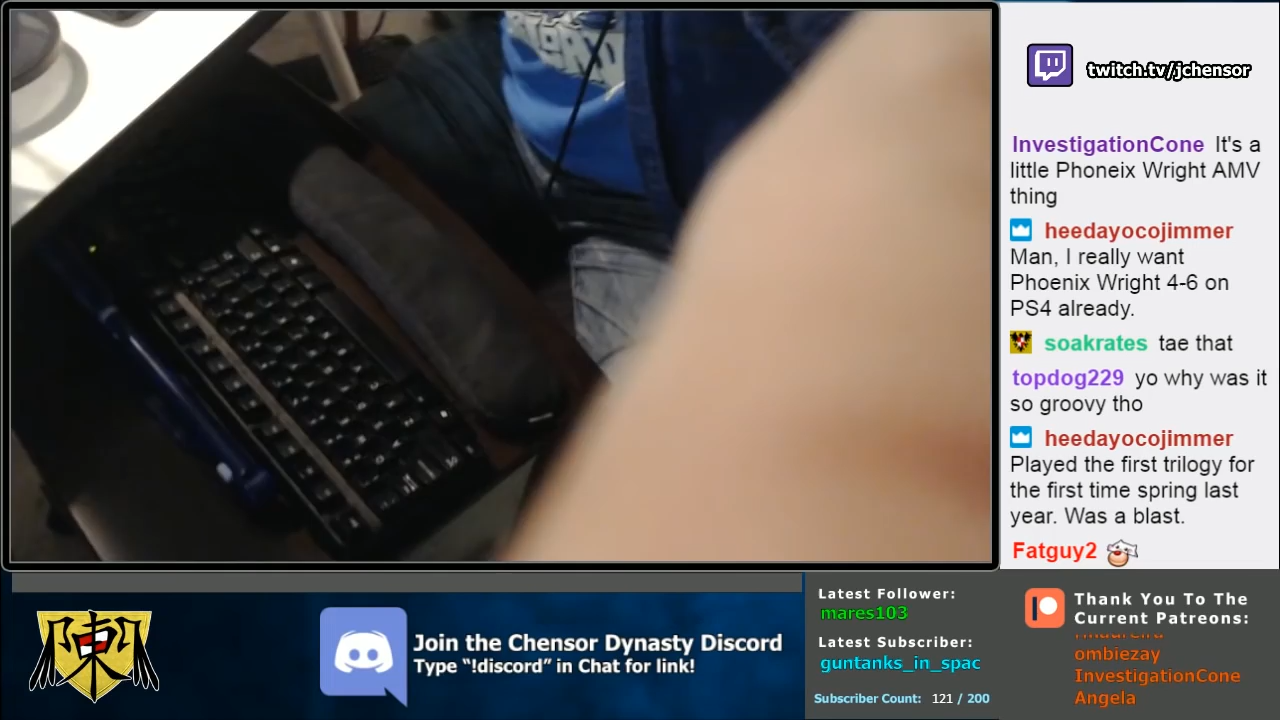 twitch.tv/jchensor
InvestigationCone It's a
little Phoneix Wright AMV
thing
heedayocojimmer
Man, I really want
Phoenix Wright 4-6 on
PS4 already.
soakrates tae that
topdog229 yo why was it
so groovy tho
heedayocojimmer
Played the first trilogy for
the first time spring last
year. Was a blast.
Fatguy2
Join the Chensor Dynasty Discord
Type "!discord" in Chat for link!
Latest Follower:
mares103
Latest Subscriber:
guntanks_in_spac
Subscriber Count: 121 / 200
Thank You To The
Current Patreons:
ombiezay
InvestigationCone
Angela